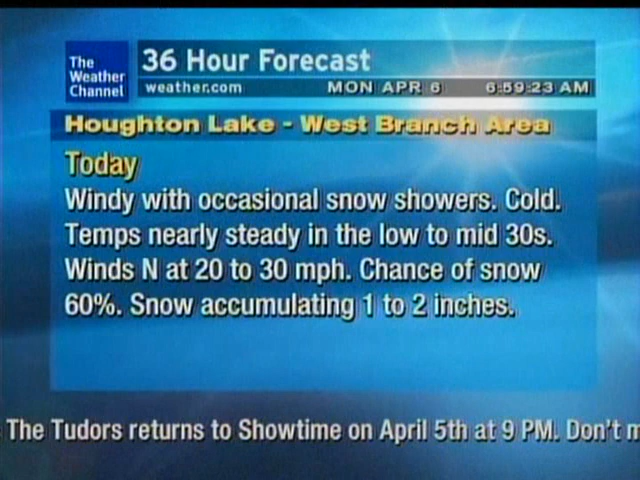 The
Weather
Channel
36 Hour Forecast
weather.com MON APR 6 6:59:23 AM
Houghton Lake - West Branch Area
Today
Windy with occasional snow showers. Cold.
Temps nearly steady in the low to mid 30s.
Winds N at 20 to 30 mph. Chance of snow
60%. Snow accumulating 1 to 2 inches.
The Tudors returns to Showtime on April 5th at 9 PM. Don't m